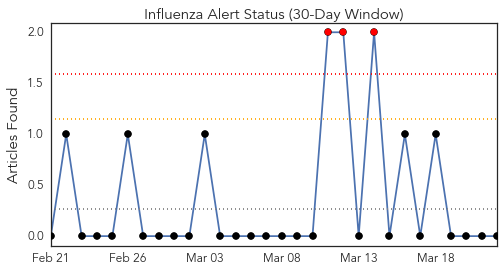 Influenza Alert Status (30-Day Window)
Articles Found
2.0
1.5
1.0
0.5
0.0
Feb 21 Feb 26 Mar 03 Mar 08 Mar 13 Mar 18